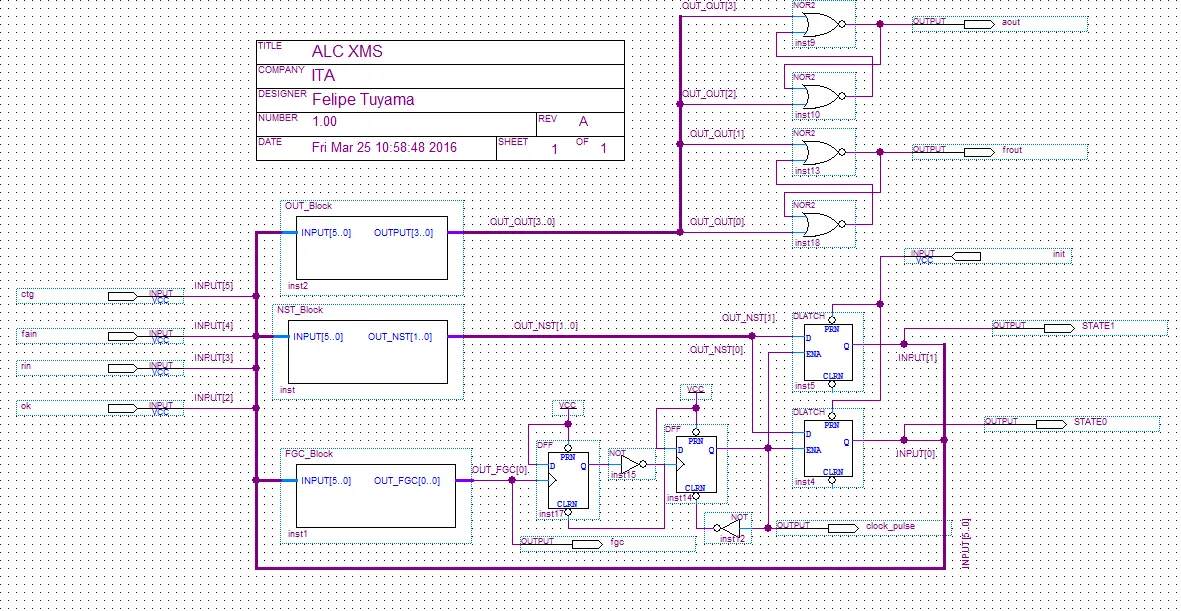 OUT_OUT[3]
NOR2
OUTPUT
aout
inst9
TITLE ALC XMS
COMPANY ITA
DESIGNER Felipe Tuyama
NUMBER 1.00 REV A
DATE Fri Mar 25 10:58:48 2016 SHEET 1 OF 1
NOR2
OUT_OUT[2]
inst10
NOR2
OUT_OUT[1]
OUTPUT
frout
inst13
NOR2
OUT_OUT[0]
inst18
OUT_Block
OUT_OUT[3..0]
INPUT[5..0] OUTPUT[3..0]
inst2
INPUT
VCC
init
ctg
INPUT
VCC
INPUT[5]
NST_Block
INPUT[5..0] OUT_NST[1..0]
inst
OUT_NST[1..0]
OUT_NST[1]
OUT_NST[0]
fain
INPUT
VCC
INPUT[4]
rin
INPUT
VCC
INPUT[3]
ok
INPUT
VCC
INPUT[2]
DLATCH
PRN
D
Q
ENA
CLRN
inst5
OUTPUT
STATE1
INPUT[1]
DLATCH
PRN
D
Q
ENA
CLRN
inst4
OUTPUT
STATE0
INPUT[0]
VCC
VCC
FGC_Block
INPUT[5..0] OUT_FGC[0..0]
inst1
OUT_FGC[0]
DFF
PRN
D
Q
CLRN
inst17
NOT
inst15
DFF
PRN
D
Q
CLRN
inst14
NOT
inst12
OUTPUT
clock_pulse
OUTPUT
fgc
INPUT[5..0]